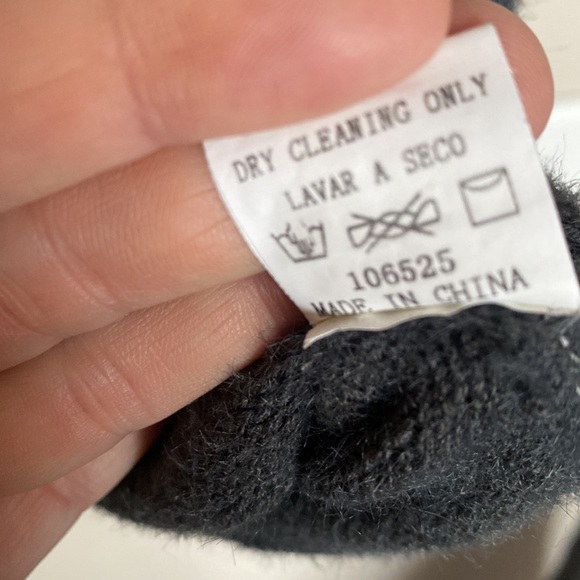 DRY CLEANING ONLY
LAVAR A SECO
106525
MADE IN CHINA